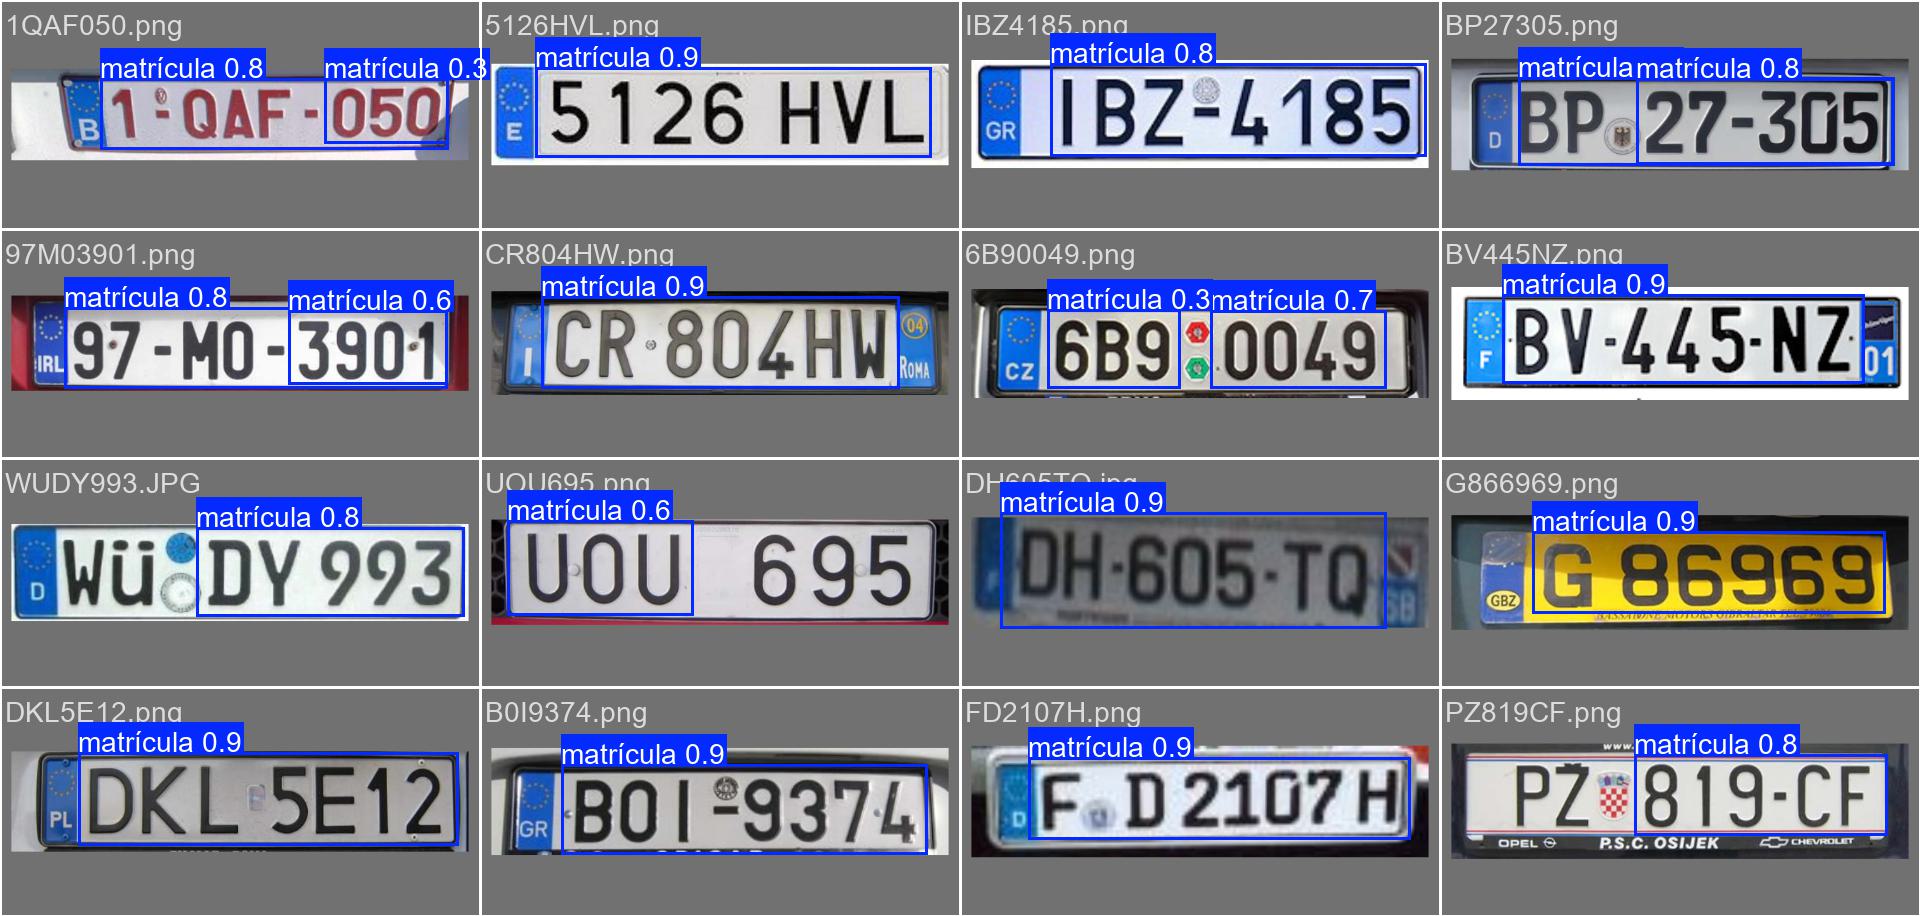 1QAF050.png
matrícula 0.8
matrícula 0.3
B
1-QAF-050
5126HVL.png
matrícula 0.9
E
5126 HVL
IBZ4185.png
matrícula 0.8
GR
IBZ-4185
BP27305.png
matrícula
matrícula 0.8
D
BP 27-305
97M03901.png
matrícula 0.8
matrícula 0.6
IRL
97-MO-3901
CR804HW.png
matrícula 0.9
I
CR 804HW
04
ROMA
6B90049.png
matrícula 0.3
matrícula 0.7
CZ
6B9 0049
BV445NZ.png
matrícula 0.9
F
BV-445-NZ
01
WUDY993.JPG
matrícula 0.8
D
WÜ DY 993
UOU695.png
matrícula 0.6
UOU 695
DH605TQ.jpg
matrícula 0.9
DH-605-TQ
G866969.png
matrícula 0.9
GBZ
G 86969
DKL5E12.png
matrícula 0.9
PL
DKL 5E12
B0I9374.png
matrícula 0.9
GR
BOI-9374
FD2107H.png
matrícula 0.9
D
F D 2107 H
PZ819CF.png
matrícula 0.8
www.
PŽ 819-CF
OPEL P.S.C. OSIJEK CHEVROLET